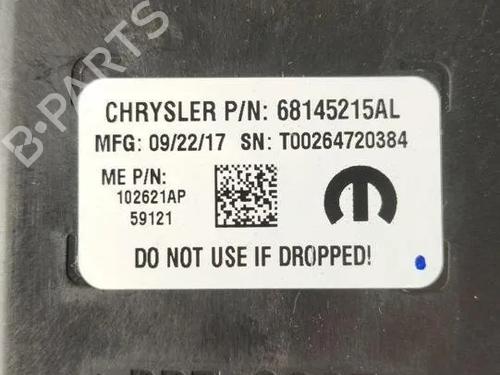 B-PARTS
CHRYSLER P/N: 68145215AL
MFG: 09/22/17 SN: T00264720384
ME P/N:
102621AP
59121
DO NOT USE IF DROPPED!